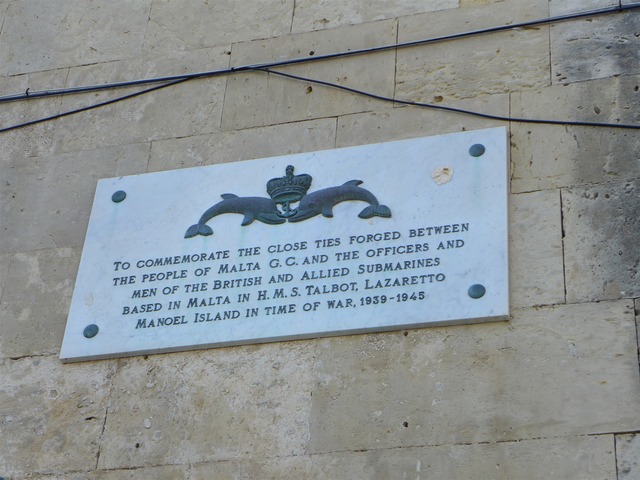 TO COMMEMORATE THE CLOSE TIES FORGED BETWEEN
THE PEOPLE OF MALTA G.C. AND THE OFFICERS AND
MEN OF THE BRITISH AND ALLIED SUBMARINES
BASED IN MALTA IN H.M.S. TALBOT, LAZARETTO
MANOEL ISLAND IN TIME OF WAR, 1939-1945